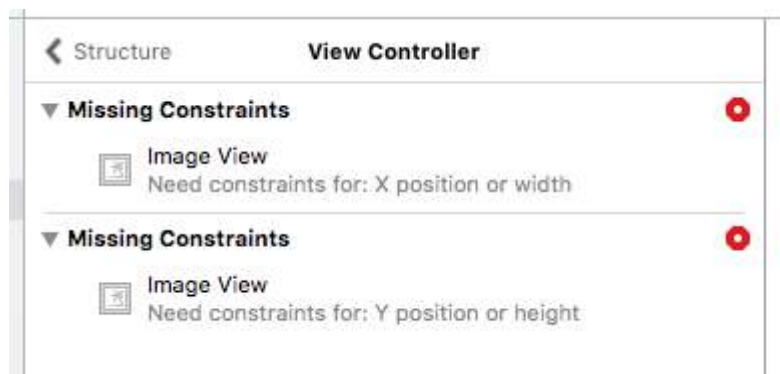 Structure View Controller
Missing Constraints
Image View
Need constraints for: X position or width
Missing Constraints
Image View
Need constraints for: Y position or height